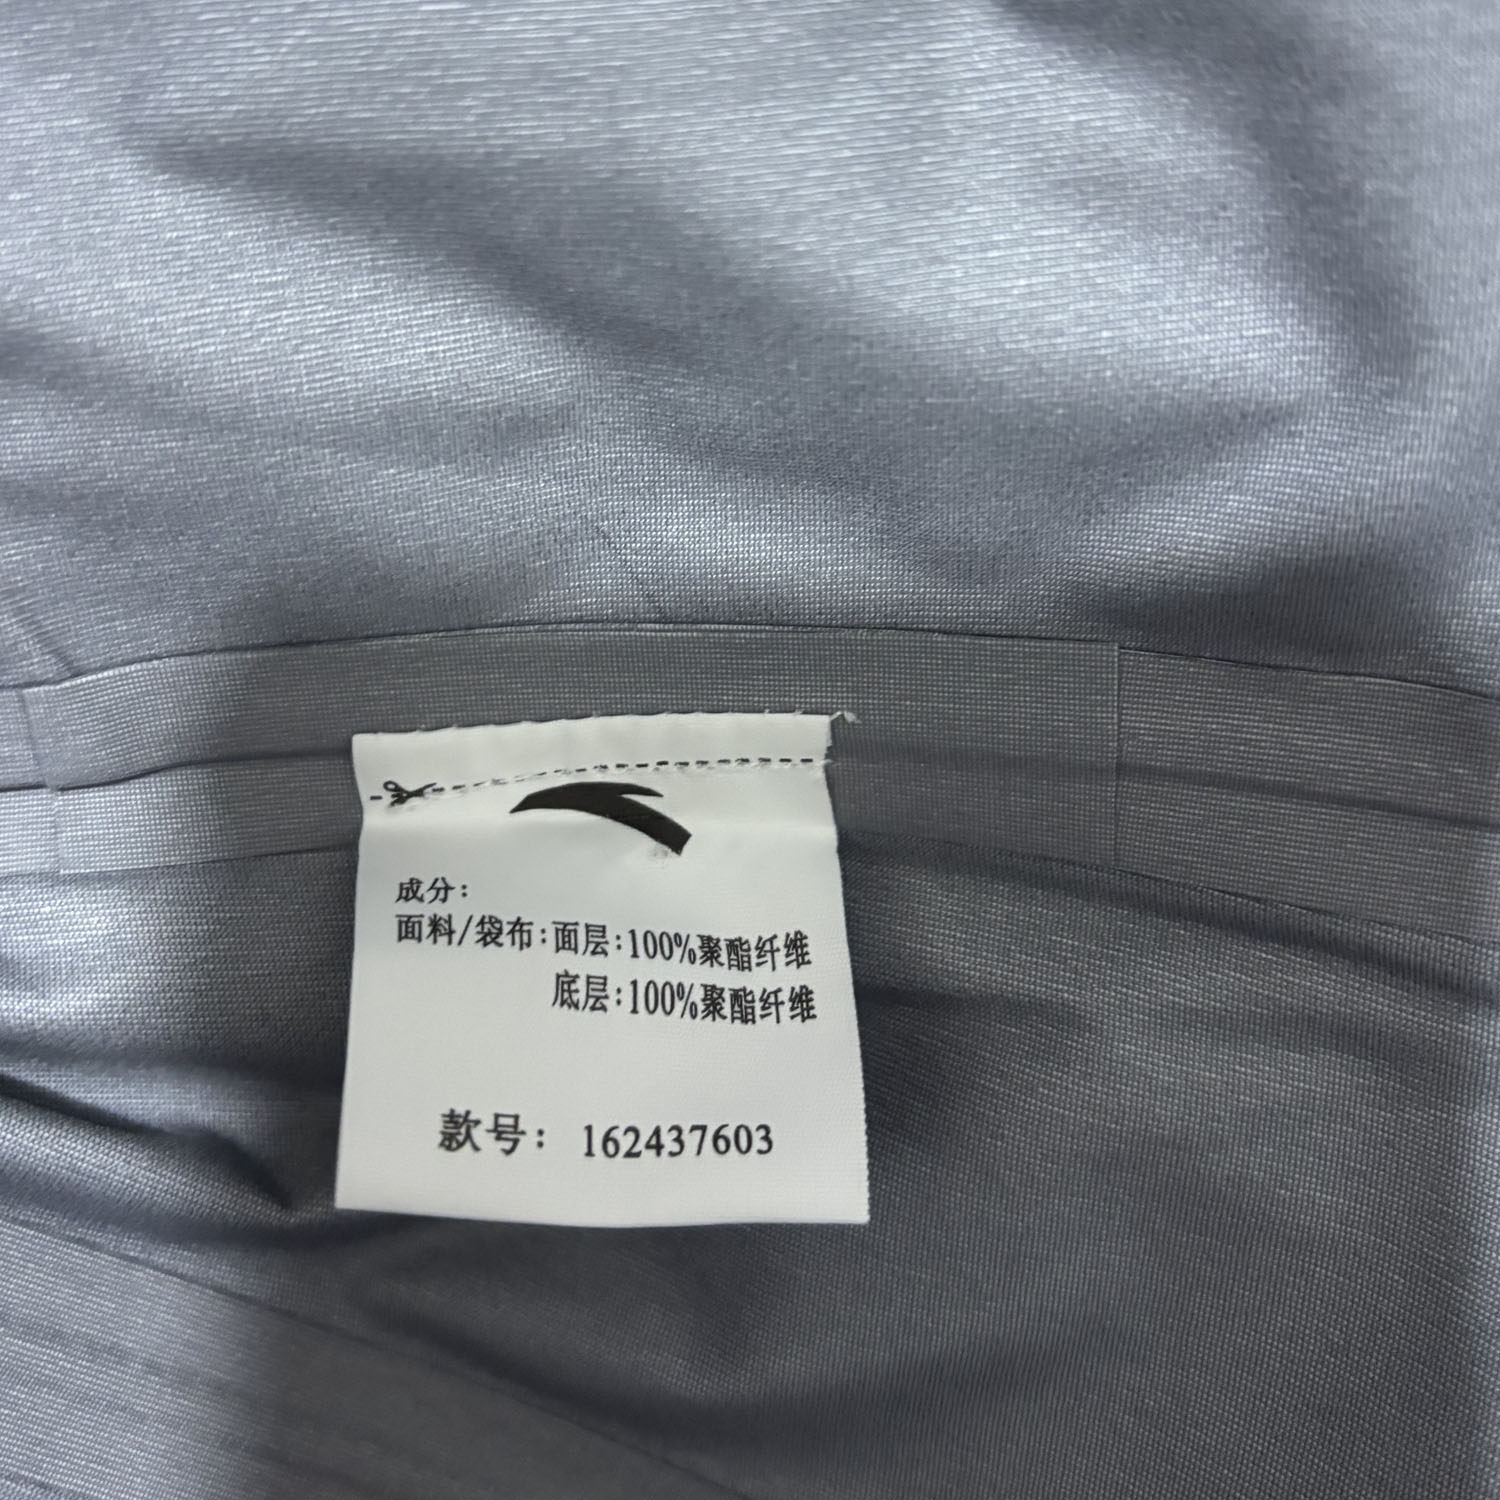 成分：
面料/袋布：面层：100%聚酯纤维
底层：100%聚酯纤维
款号：162437603